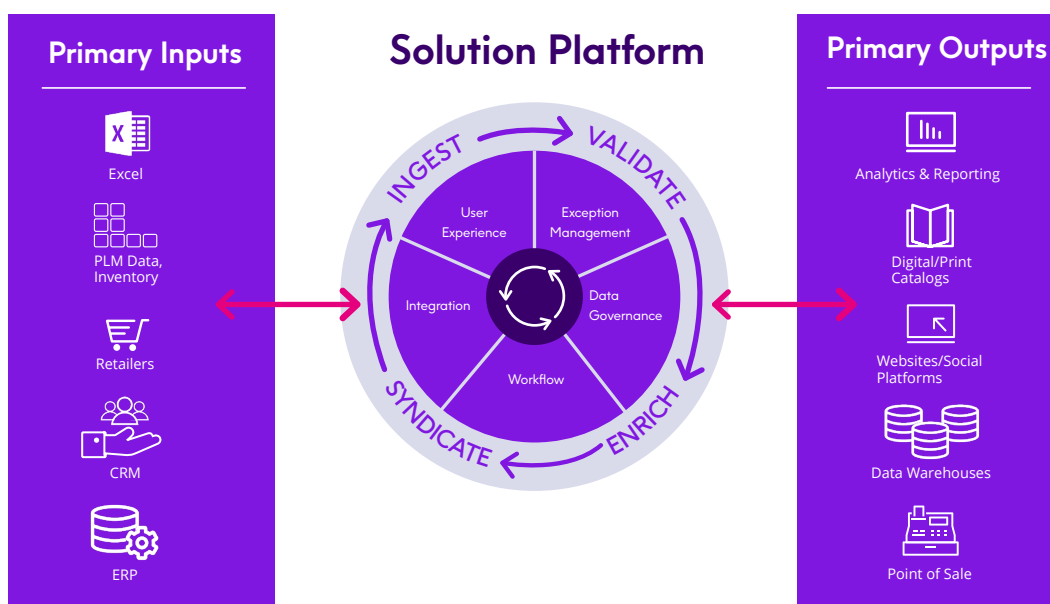 Primary Inputs
Excel
PLM Data,
Inventory
Retailers
CRM
ERP
Solution Platform
INGEST
VALIDATE
ENRICH
SYNDICATE
User
Experience
Exception
Management
Integration
Data
Governance
Workflow
Primary Outputs
Analytics & Reporting
Digital/Print
Catalogs
Websites/Social
Platforms
Data Warehouses
Point of Sale